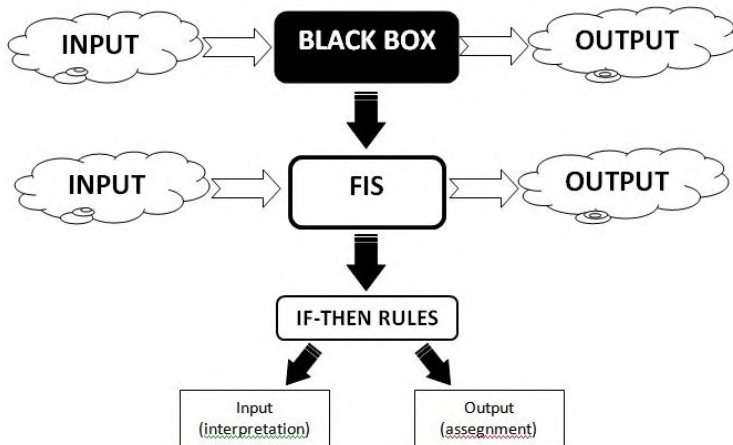 INPUT
BLACK BOX
OUTPUT
INPUT
FIS
OUTPUT
IF-THEN RULES
Input
(interpretation)
Output
(assegnment)